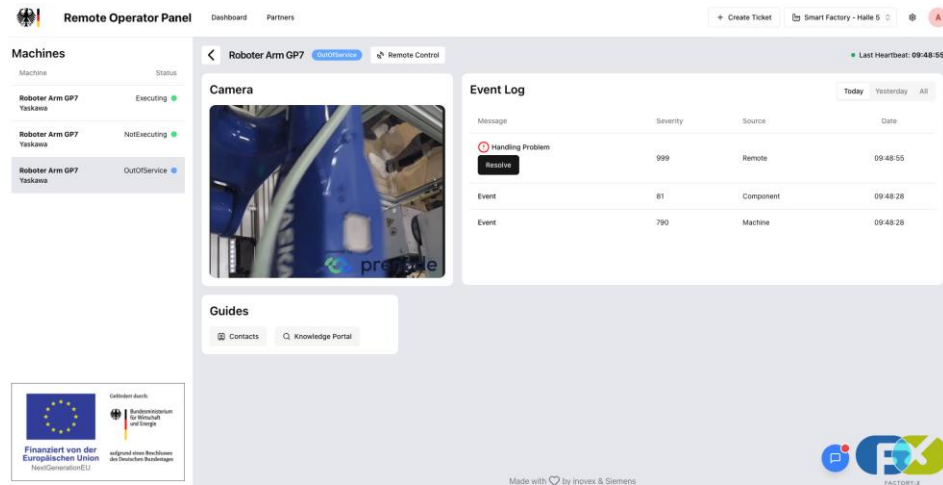 Remote Operator Panel
Dashboard
Partners
+ Create Ticket
Smart Factory - Halle 5
A
Machines
Machine Status
Roboter Arm GP7 Executing
Yaskawa
Roboter Arm GP7 NotExecuting
Yaskawa
Roboter Arm GP7 OutOfService
Yaskawa
Roboter Arm GP7
OutOfService
Remote Control
Last Heartbeat: 09:48:55
Camera
Event Log
Today Yesterday All
Message Severity Source Date
Handling Problem
Resolve
999 Remote 09:48:55
Event 81 Component 09:48:28
Event 790 Machine 09:48:28
Guides
Contacts
Knowledge Portal
Finanziert von der
Europäischen Union
NextGenerationEU
Gefördert durch:
Bundesministerium
für Wirtschaft
und Energie
aufgrund eines Beschlusses
des Deutschen Bundestages
Made with by inovex & Siemens
FACTORY-X